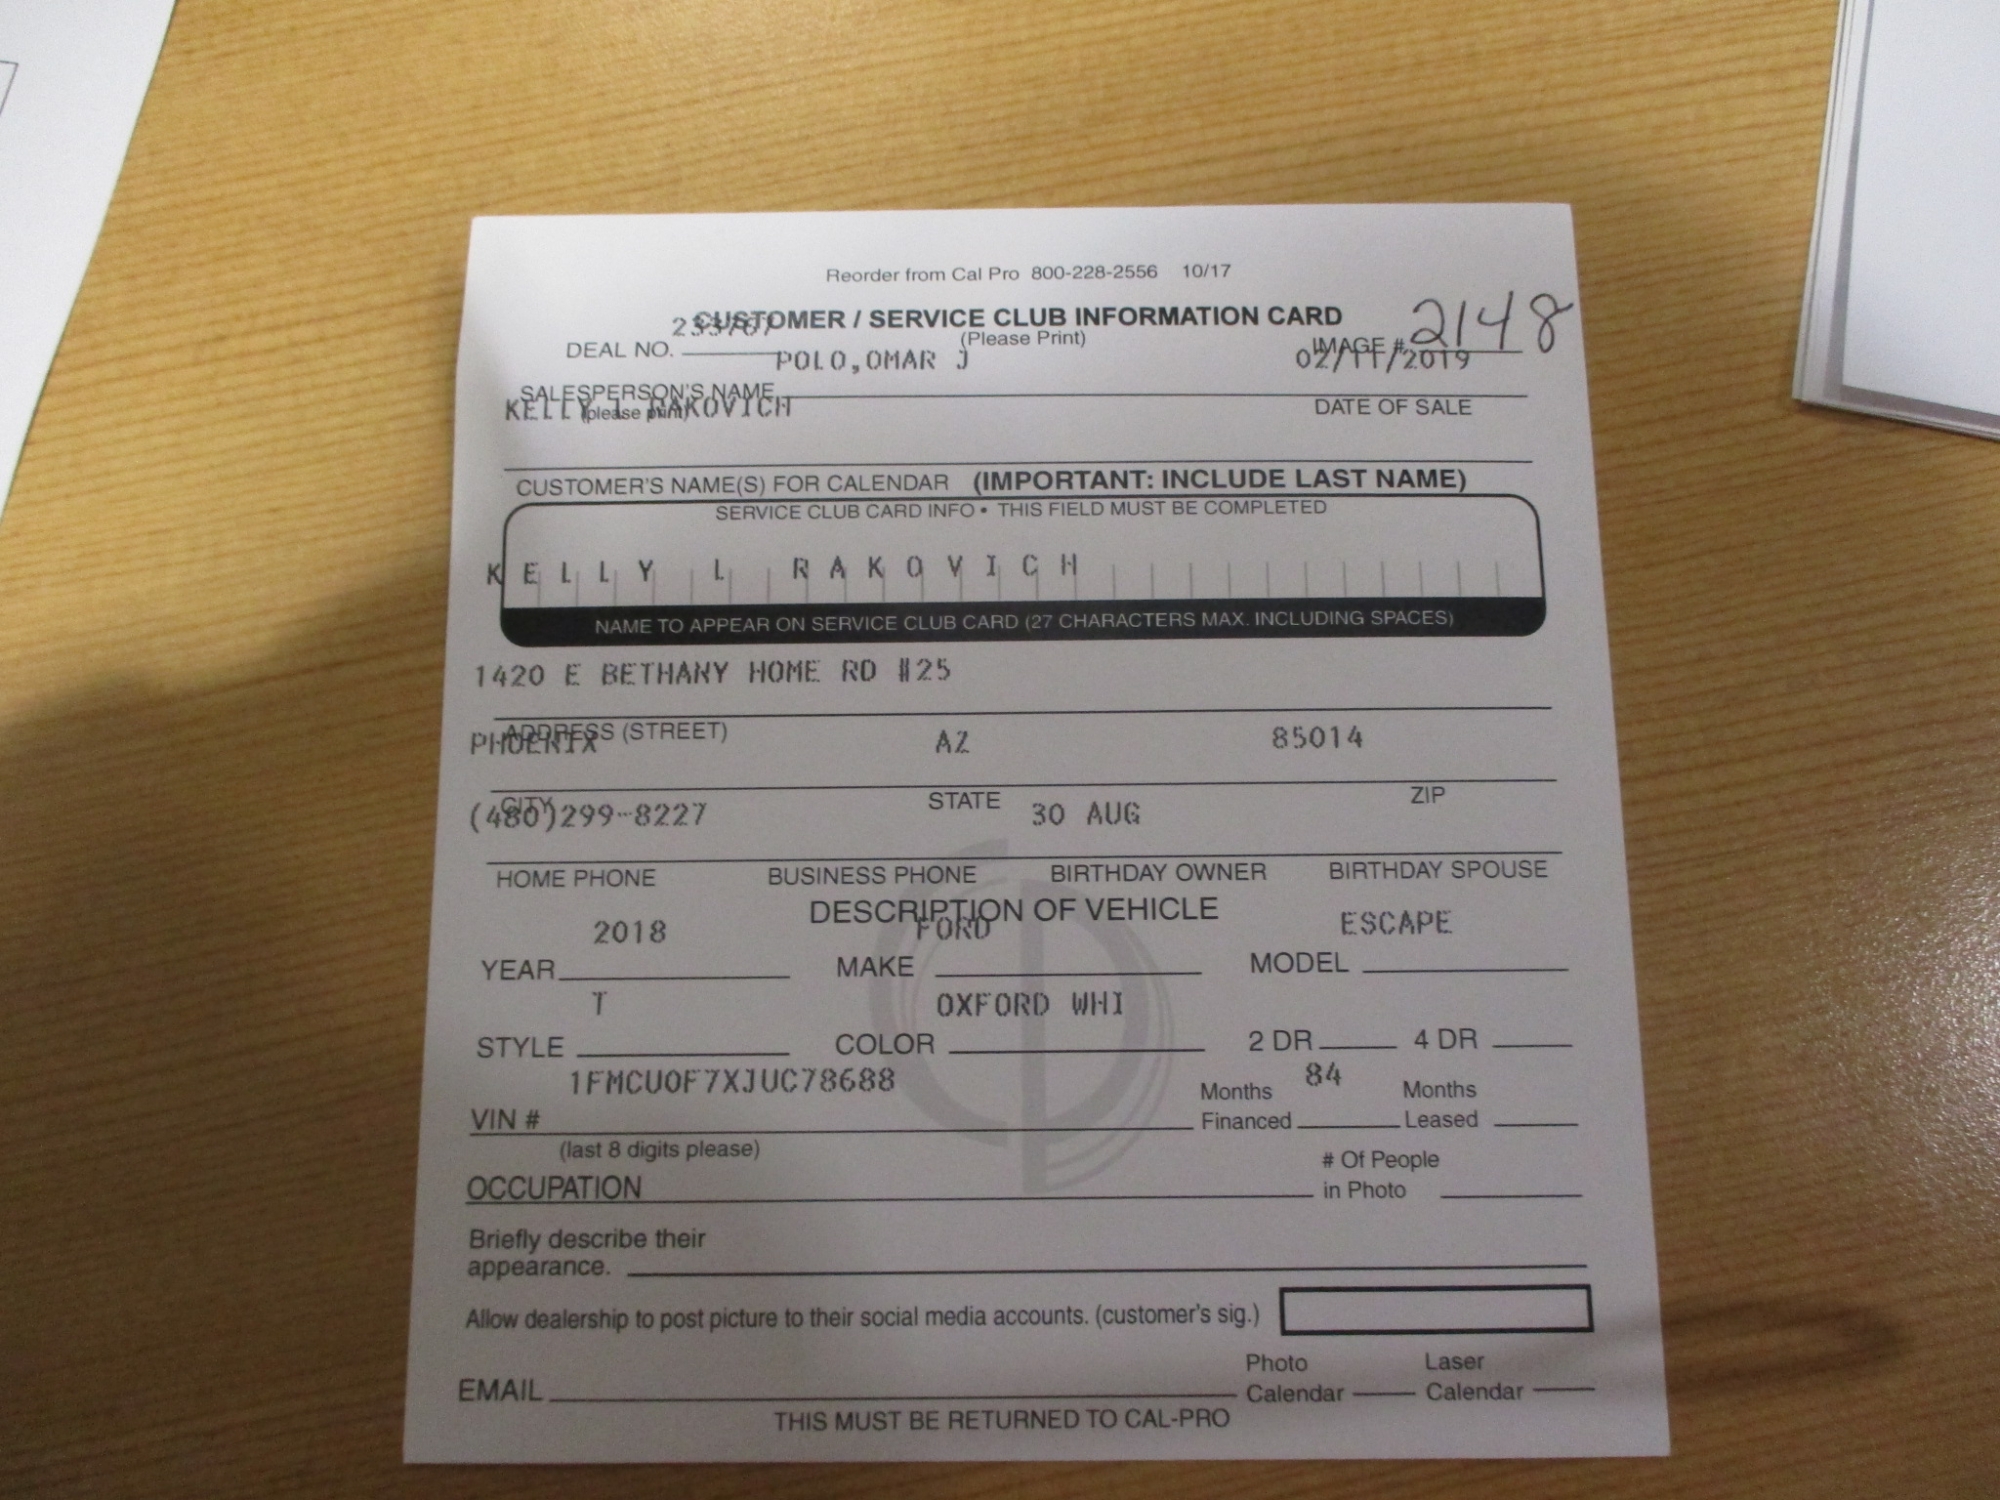 Reorder from Cal Pro 800-228-2556 10/17
CUSTOMER / SERVICE CLUB INFORMATION CARD
(Please Print)
DEAL NO. 233767
IMAGE # 2148
POLO,OMAR J 02/11/2019
SALESPERSON'S NAME
(please print)
DATE OF SALE
KELLY L RAKOVICH
CUSTOMER'S NAME(S) FOR CALENDAR (IMPORTANT: INCLUDE LAST NAME)
SERVICE CLUB CARD INFO • THIS FIELD MUST BE COMPLETED
KELLY L RAKOVICH
NAME TO APPEAR ON SERVICE CLUB CARD (27 CHARACTERS MAX. INCLUDING SPACES)
1420 E BETHANY HOME RD #25
ADDRESS (STREET)
PHOENIX AZ 85014
CITY STATE ZIP
(480)299-8227 30 AUG
HOME PHONE BUSINESS PHONE BIRTHDAY OWNER BIRTHDAY SPOUSE
DESCRIPTION OF VEHICLE
2018 FORD ESCAPE
YEAR MAKE MODEL
T OXFORD WHI
STYLE COLOR 2 DR 4 DR
1FMCU0F7XJUC78688 84
VIN # Months Financed Months Leased
(last 8 digits please)
OCCUPATION # Of People in Photo
Briefly describe their
appearance.
Allow dealership to post picture to their social media accounts. (customer's sig.)
EMAIL Photo Calendar Laser Calendar
THIS MUST BE RETURNED TO CAL-PRO